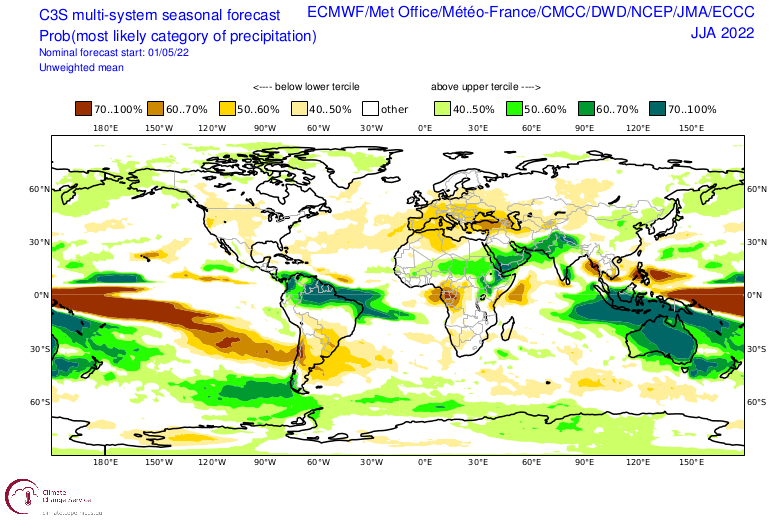 C3S multi-system seasonal forecast ECMWF/Met Office/Météo-France/CMCC/DWD/NCEP/JMA/ECCC
Prob(most likely category of precipitation) JJA 2022
Nominal forecast start: 01/05/22
Unweighted mean
<---- below lower tercile above upper tercile ---->
70..100% 60..70% 50..60% 40..50% other 40..50% 50..60% 60..70% 70..100%
180°W 150°W 120°W 90°W 60°W 30°W 0°E 30°E 60°E 90°E 120°E 150°E
60°N 60°N
30°N 30°N
0°N 0°N
30°S 30°S
60°S 60°S
180°W 150°W 120°W 90°W 60°W 30°W 0°E 30°E 60°E 90°E 120°E 150°E
Climate
Change Service